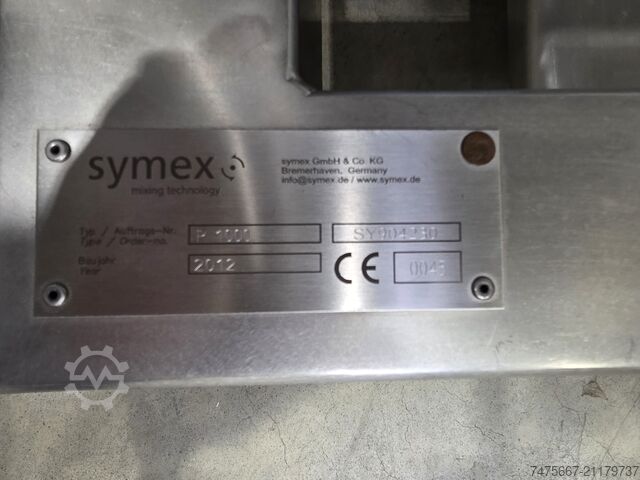 symex
mixing technology
symex GmbH & Co. KG
Bremerhaven, Germany
info@symex.de / www.symex.de
Typ / Auftrags-Nr.: P 1000 SY904230
Type / Order-no.
Baujahr 2012 CE 0045
Year
7475667-21179737